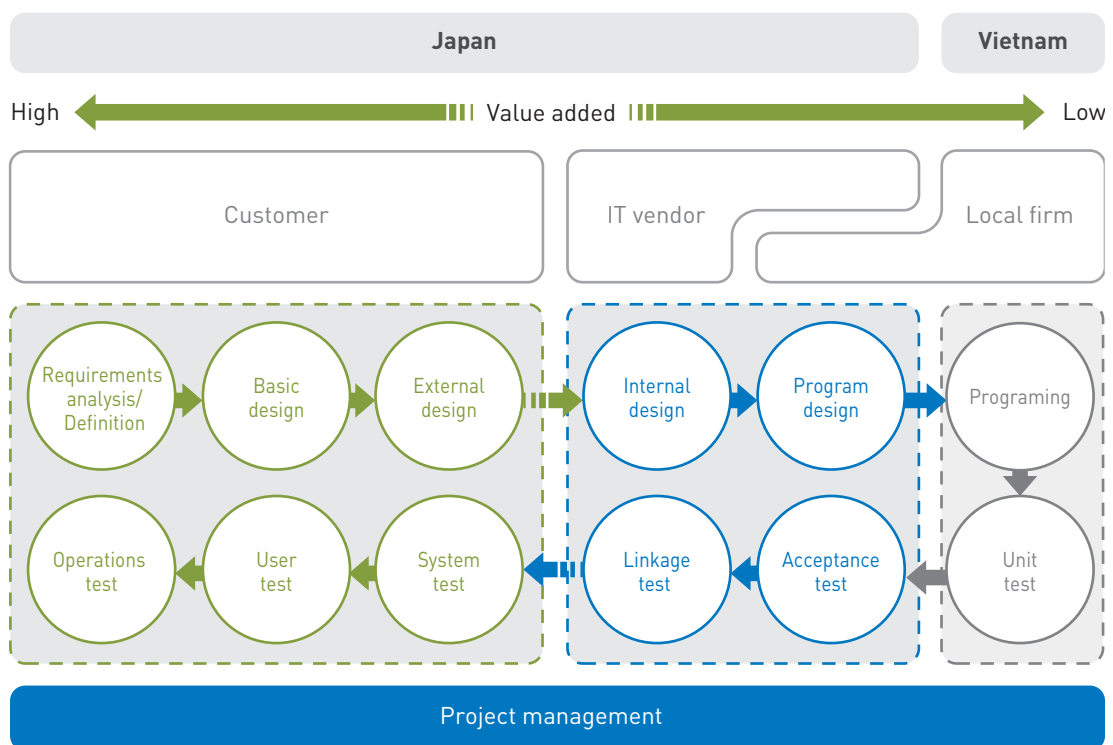 Japan
Vietnam
High
Value added
Low
Customer
IT vendor
Local firm
Requirements
analysis/
Definition
Basic
design
External
design
Internal
design
Program
design
Programing
Operations
test
User
test
System
test
Linkage
test
Acceptance
test
Unit
test
Project management